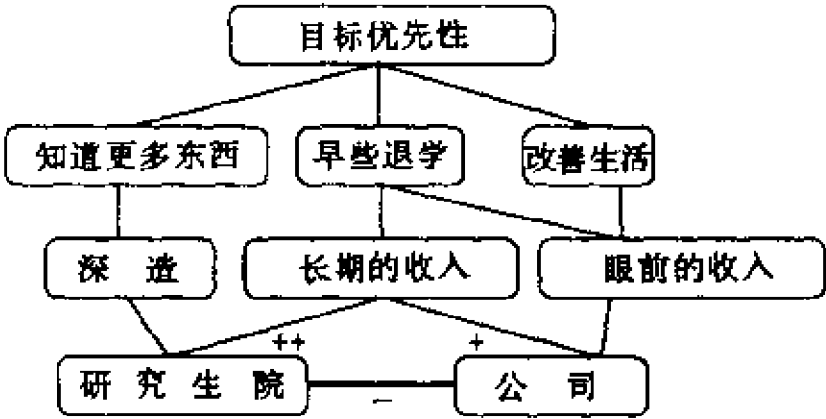 目标优先性
知道更多东西 早些退学 改善生活
深造 长期的收入 眼前的收入
++ +
研究生院 公司
−